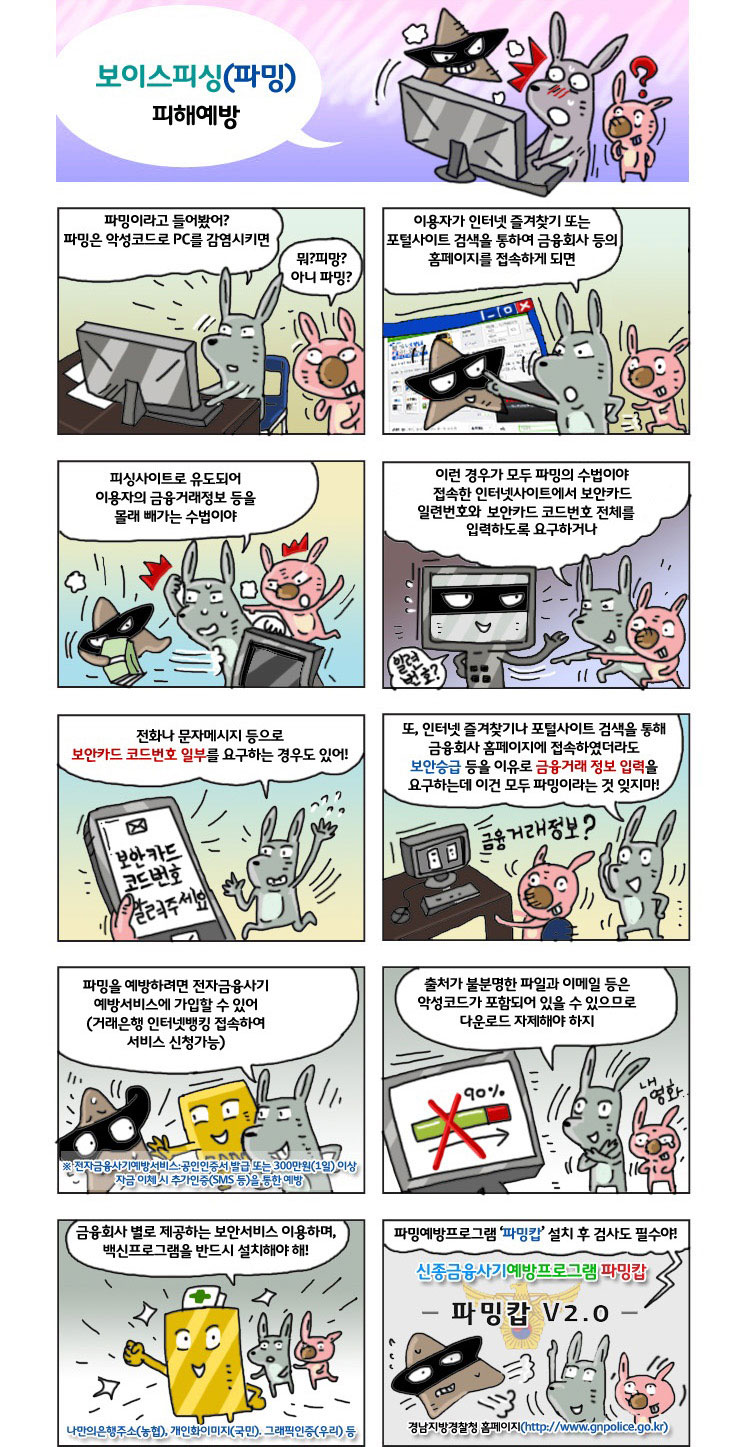 보이스피싱(파밍)
피해예방
파밍이라고 들어봤어?
파밍은 악성코드로 PC를 감염시키면
뭐?피망?
아니 파밍?
이용자가 인터넷 즐겨찾기 또는
포털사이트 검색을 통하여 금융회사 등의
홈페이지를 접속하게 되면
피싱사이트로 유도되어
이용자의 금융거래정보 등을
몰래 빼가는 수법이야
이런 경우가 모두 파밍의 수법이야
접속한 인터넷사이트에서 보안카드
일련번호와 보안카드 코드번호 전체를
입력하도록 요구하거나
알려
번호?
전화나 문자메시지 등으로
보안카드 코드번호 일부를 요구하는 경우도 있어!
보안카드
코드번호
알려주세요
또, 인터넷 즐겨찾기나 포털사이트 검색을 통해
금융회사 홈페이지에 접속하였더라도
보안승급 등을 이유로 금융거래 정보 입력을
요구하는데 이건 모두 파밍이라는 것 잊지마!
금융거래정보?
파밍을 예방하려면 전자금융사기
예방서비스에 가입할 수 있어
(거래은행 인터넷뱅킹 접속하여
서비스 신청가능)
※ 전자금융사기예방서비스:공인인증서 발급 또는 300만원(1일) 이상
자금 이체 시 추가인증(SMS 등)을 통한 예방
출처가 불분명한 파일과 이메일 등은
악성코드가 포함되어 있을 수 있으므로
다운로드 자제해야 하지
90%
내
영화...
금융회사 별로 제공하는 보안서비스 이용하며,
백신프로그램을 반드시 설치해야 해!
나만의은행주소(농협), 개인화이미지(국민). 그래픽인증(우리) 등
파밍예방프로그램 '파밍캅' 설치 후 검사도 필수야!
신종금융사기예방프로그램 파밍캅
– 파밍캅 V2.0 –
경남지방경찰청 홈페이지(http://www.gnpolice.go.kr)